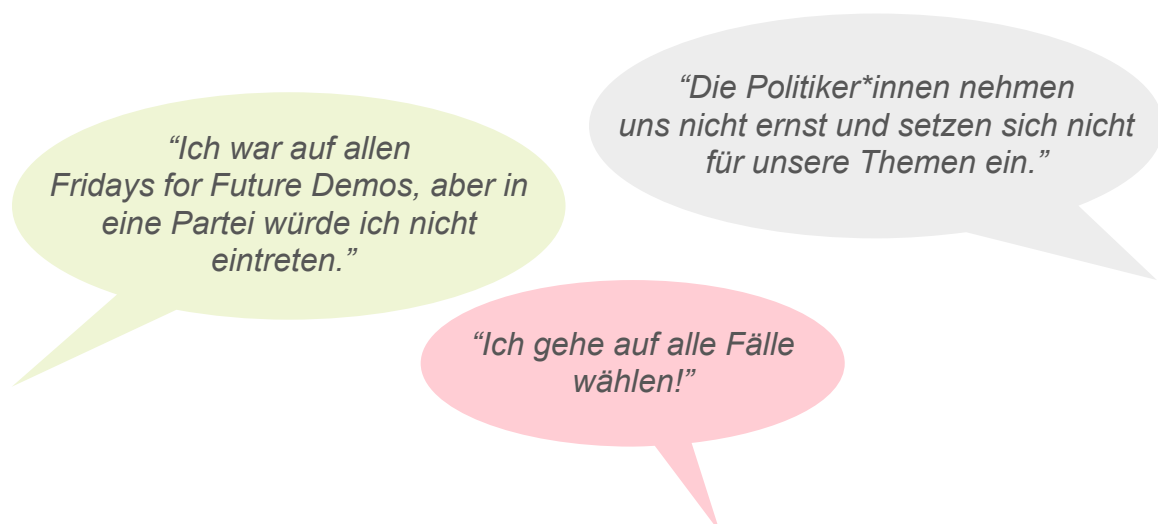 “Die Politiker*innen nehmen
uns nicht ernst und setzen sich nicht
für unsere Themen ein.”
“Ich war auf allen
Fridays for Future Demos, aber in
eine Partei würde ich nicht
eintreten.”
“Ich gehe auf alle Fälle
wählen!”